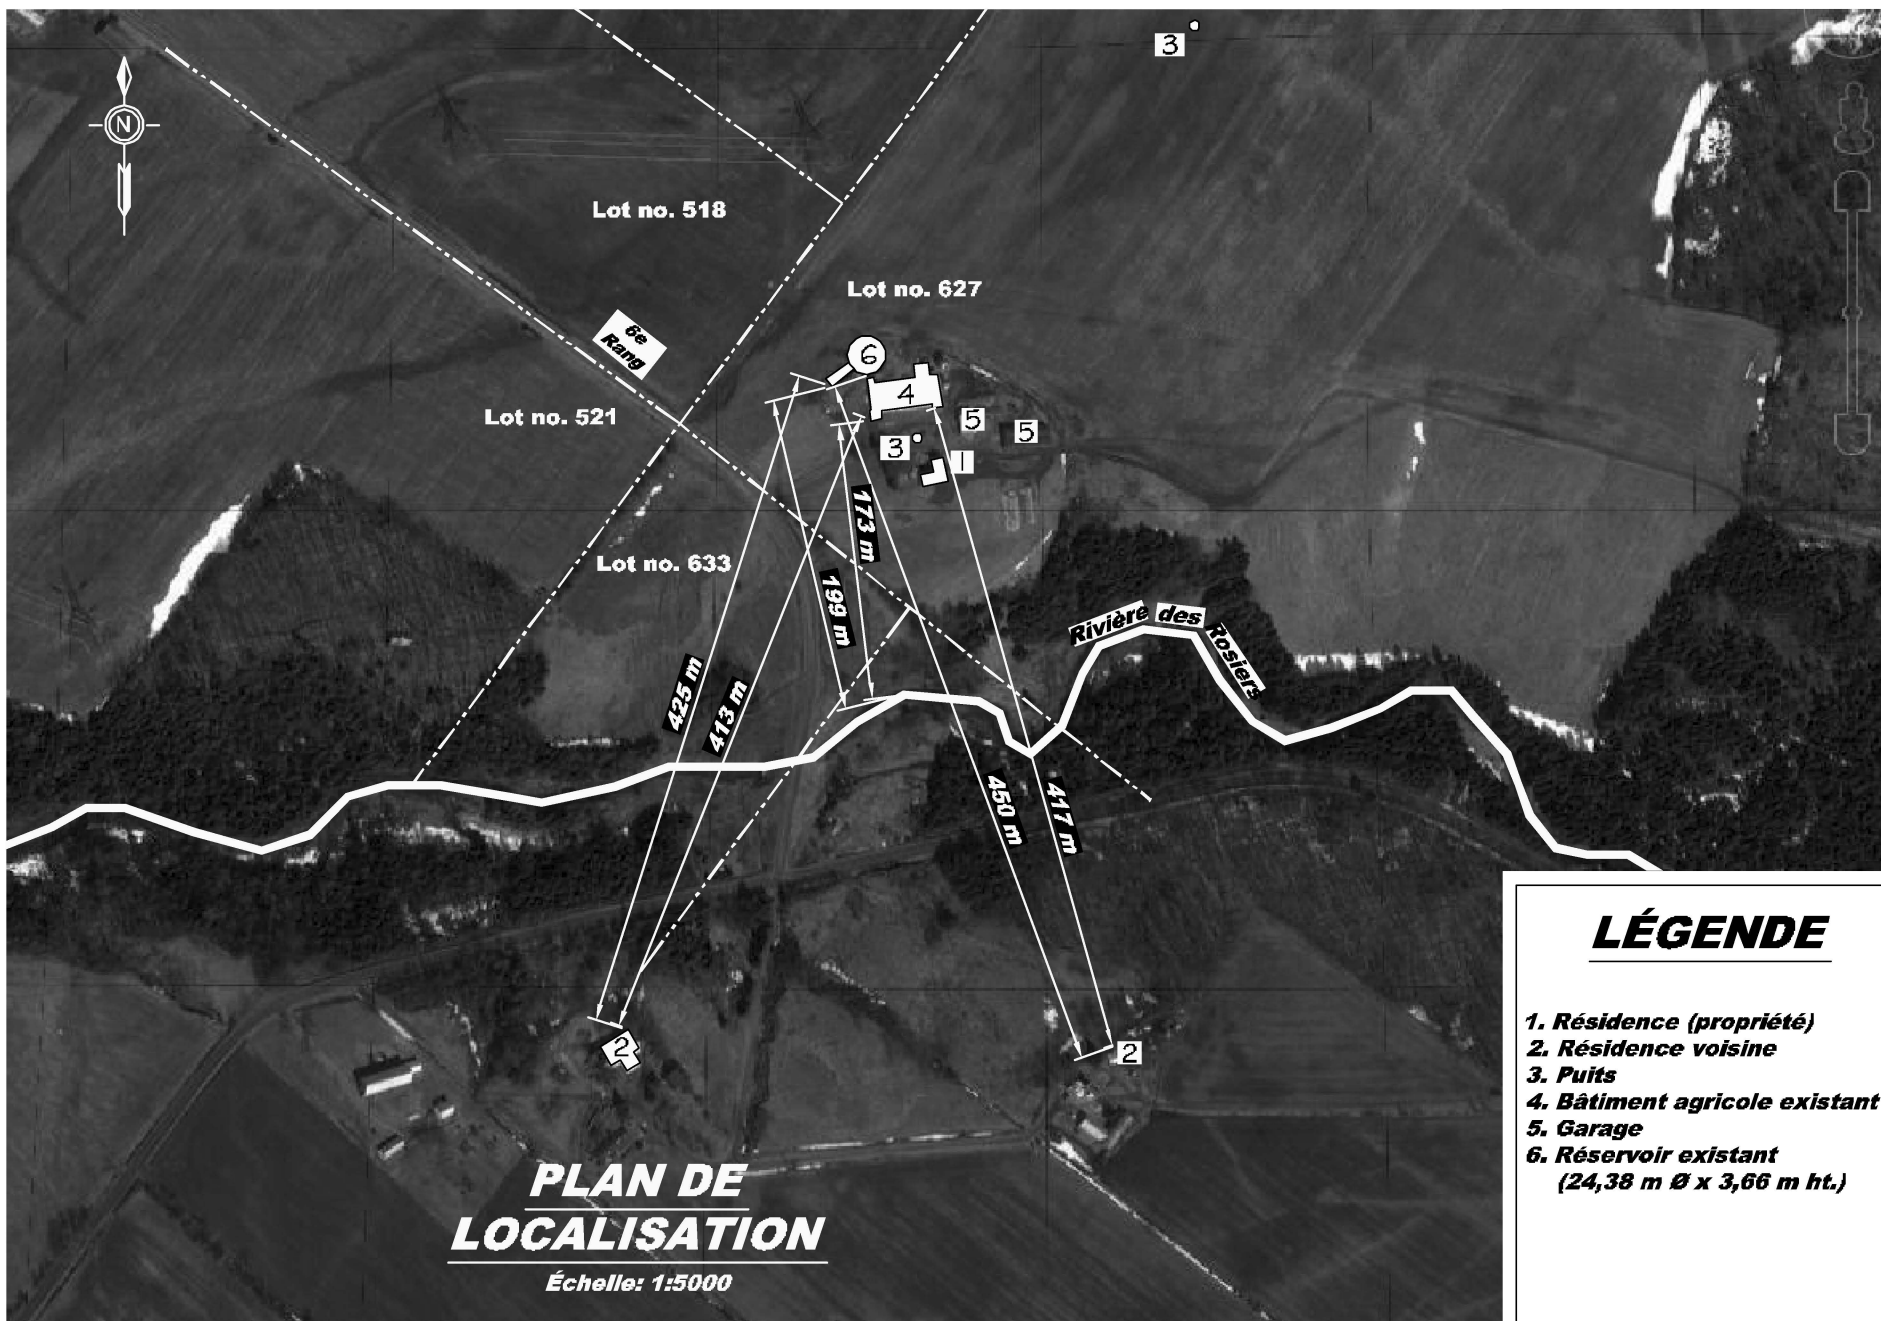 3
N
Lot no. 518
Lot no. 627
6e
Rang
6
4
Lot no. 521
5
5
3
1
173 m
Lot no. 633
199 m
Rivière des
Rosiers
425 m
413 m
450 m
417 m
2
2
PLAN DE
LOCALISATION
Échelle: 1:5000
LÉGENDE
1. Résidence (propriété)
2. Résidence voisine
3. Puits
4. Bâtiment agricole existant
5. Garage
6. Réservoir existant
(24,38 m Ø x 3,66 m ht.)